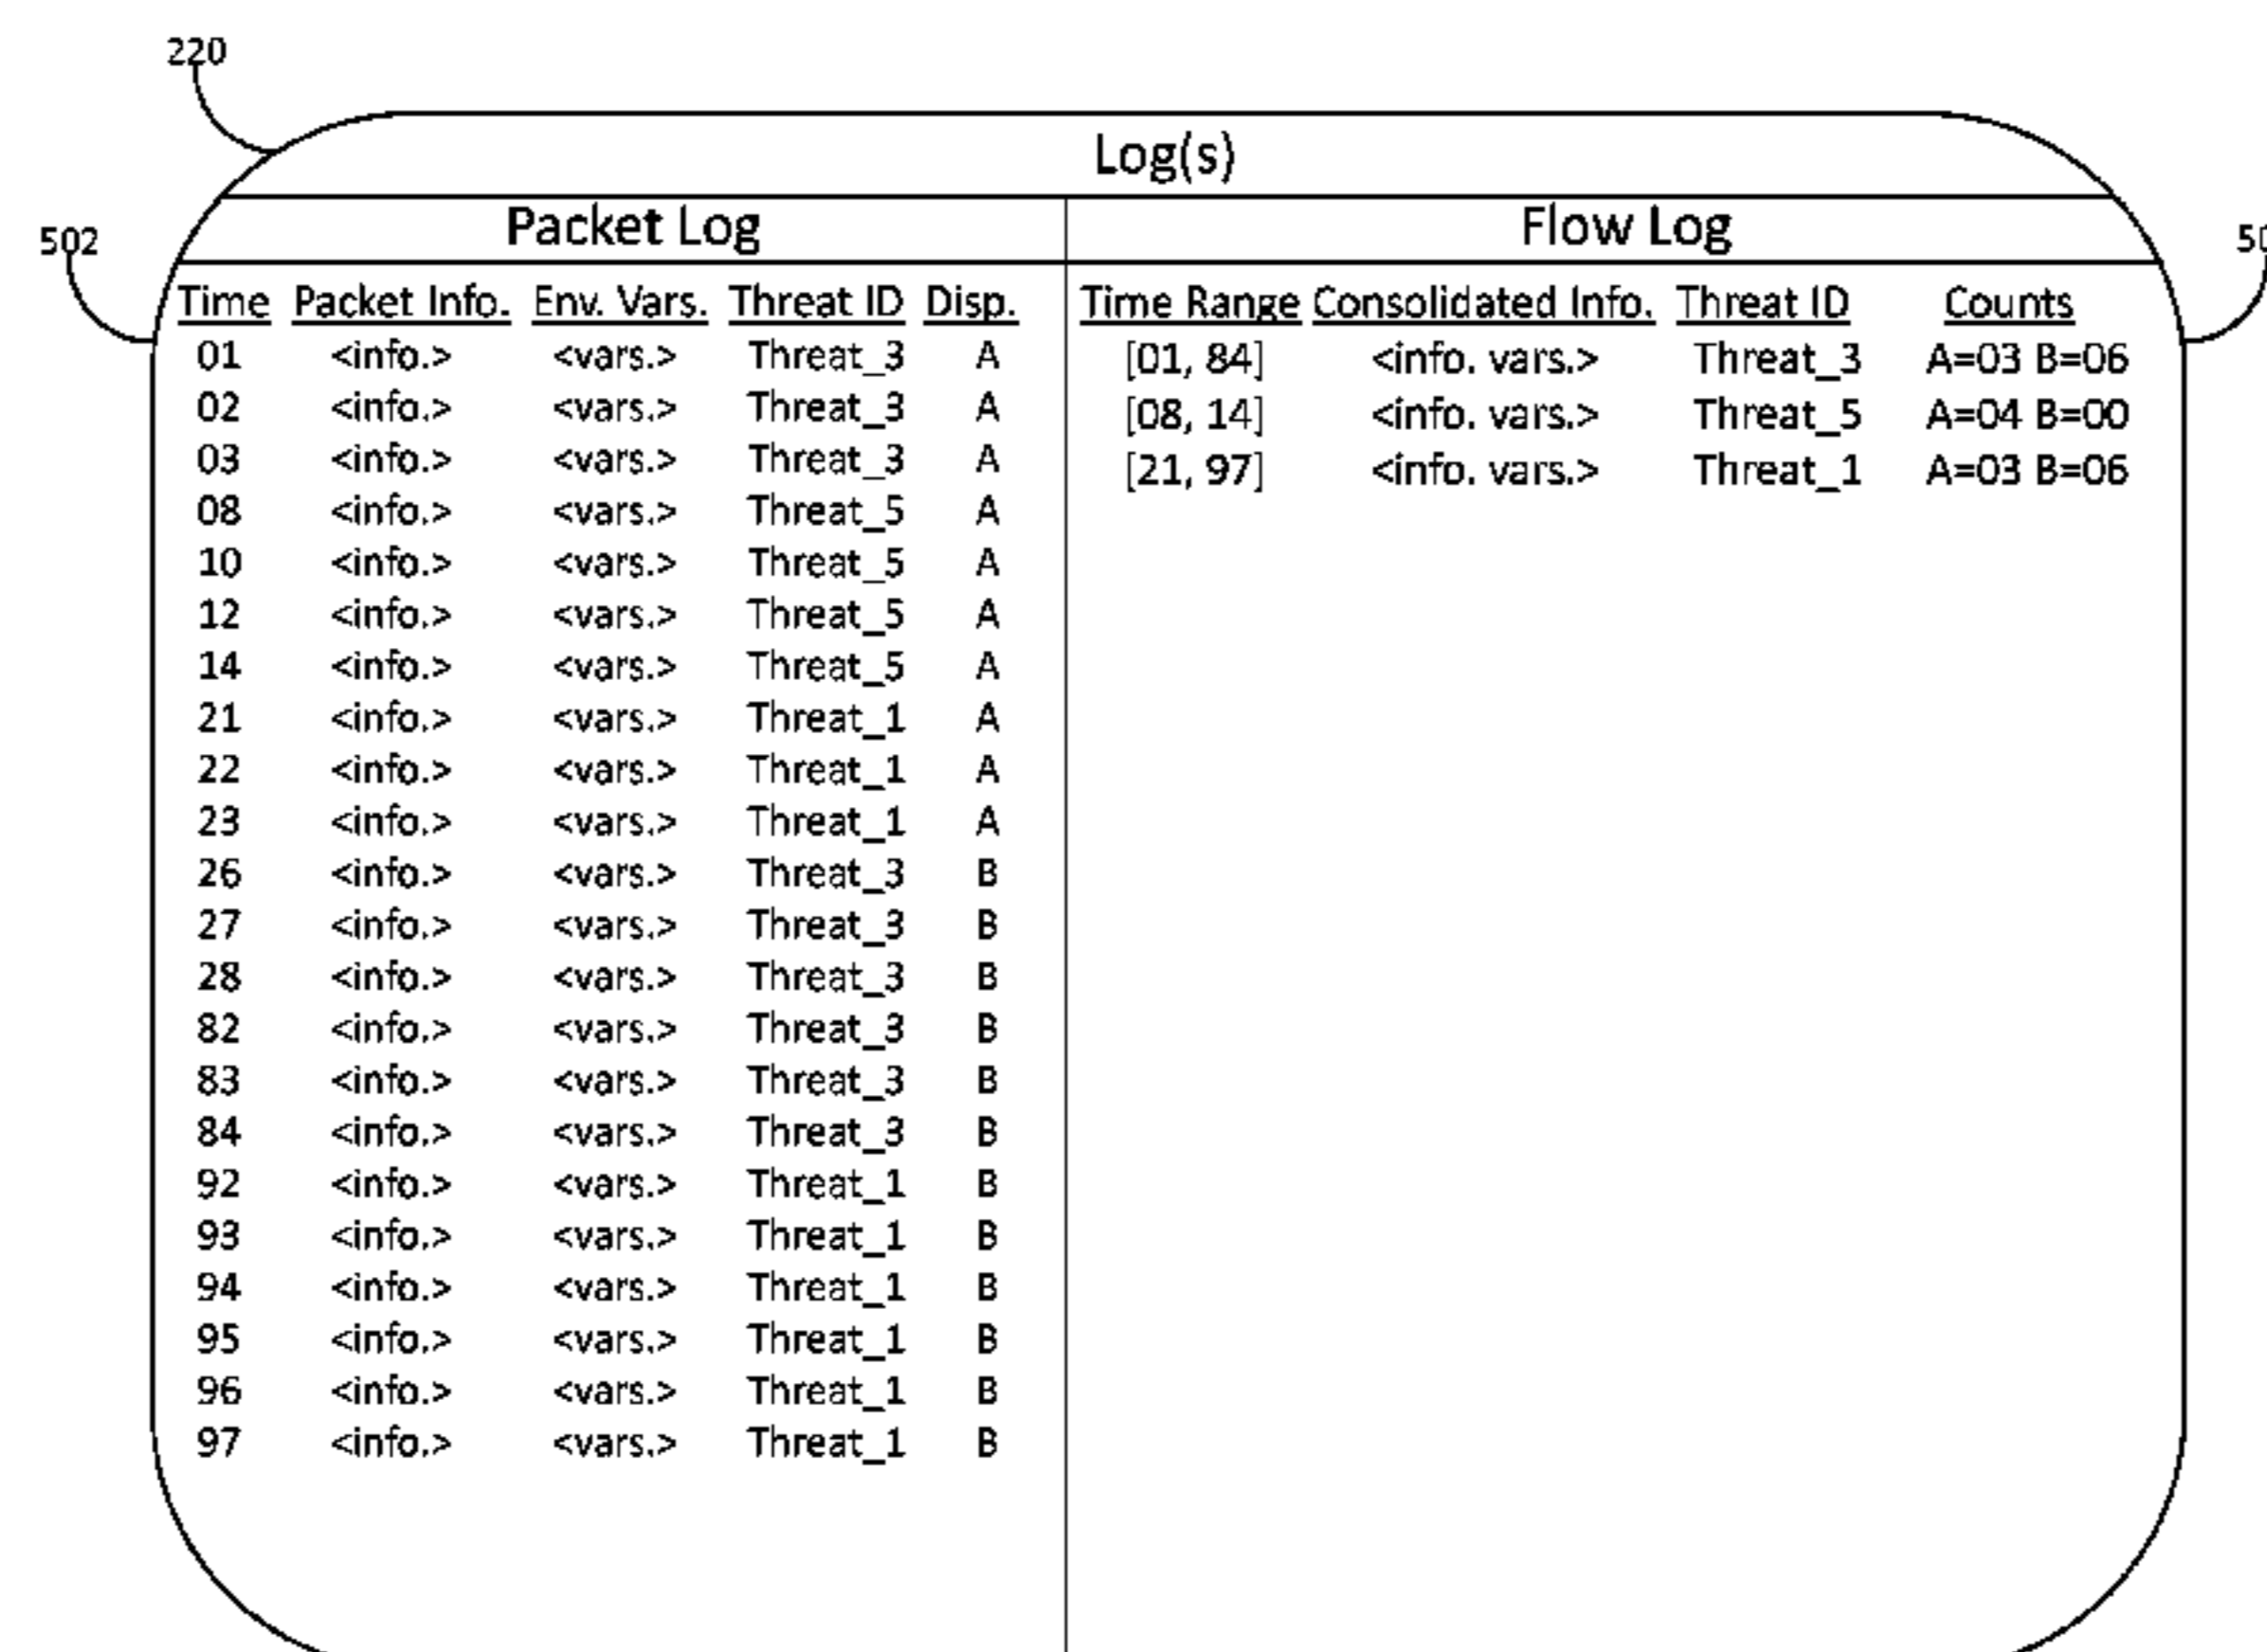 220
Log(s)
Packet Log
Flow Log
502
Time Packet Info. Env. Vars. Threat ID Disp.
01 <info.> <vars.> Threat_3 A
02 <info.> <vars.> Threat_3 A
03 <info.> <vars.> Threat_3 A
08 <info.> <vars.> Threat_5 A
10 <info.> <vars.> Threat_5 A
12 <info.> <vars.> Threat_5 A
14 <info.> <vars.> Threat_5 A
21 <info.> <vars.> Threat_1 A
22 <info.> <vars.> Threat_1 A
23 <info.> <vars.> Threat_1 A
26 <info.> <vars.> Threat_3 B
27 <info.> <vars.> Threat_3 B
28 <info.> <vars.> Threat_3 B
82 <info.> <vars.> Threat_3 B
83 <info.> <vars.> Threat_3 B
84 <info.> <vars.> Threat_3 B
92 <info.> <vars.> Threat_1 B
93 <info.> <vars.> Threat_1 B
94 <info.> <vars.> Threat_1 B
95 <info.> <vars.> Threat_1 B
96 <info.> <vars.> Threat_1 B
97 <info.> <vars.> Threat_1 B
Time Range Consolidated Info. Threat ID Counts
[01, 84] <info. vars.> Threat_3 A=03 B=06
[08, 14] <info. vars.> Threat_5 A=04 B=00
[21, 97] <info. vars.> Threat_1 A=03 B=06